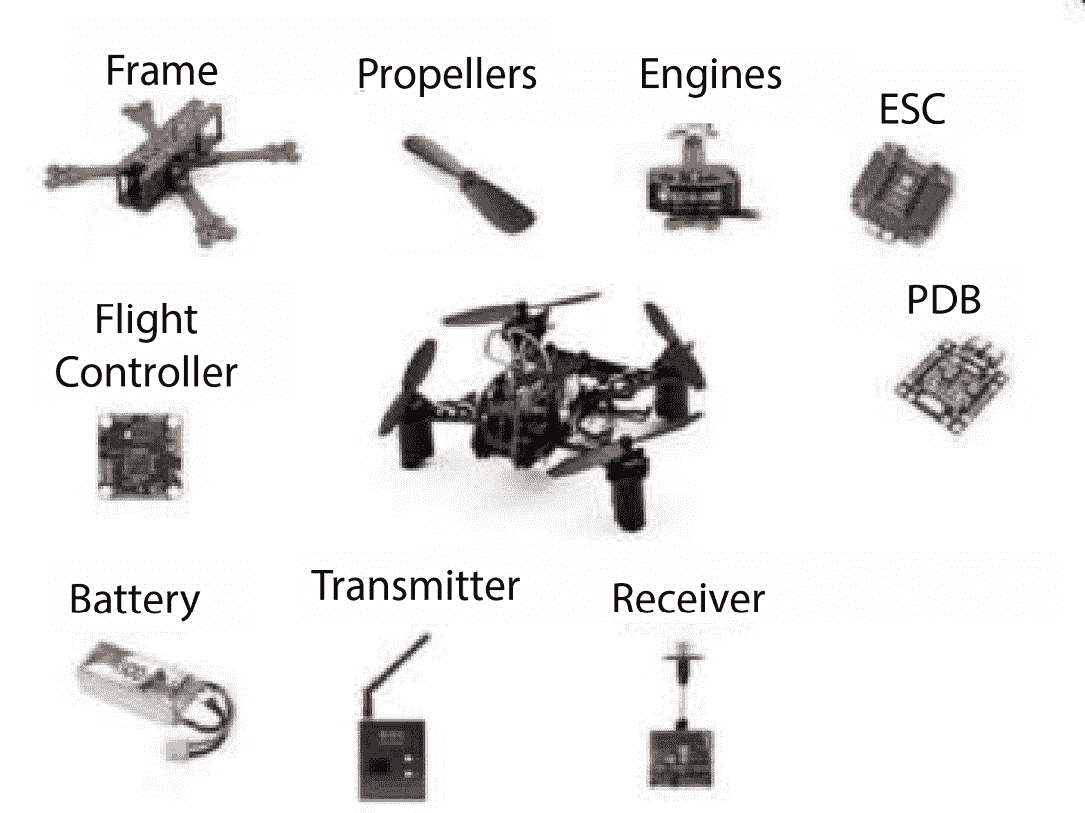 Frame
Propellers
Engines
ESC
Flight
Controller
PDB
Battery
Transmitter
Receiver